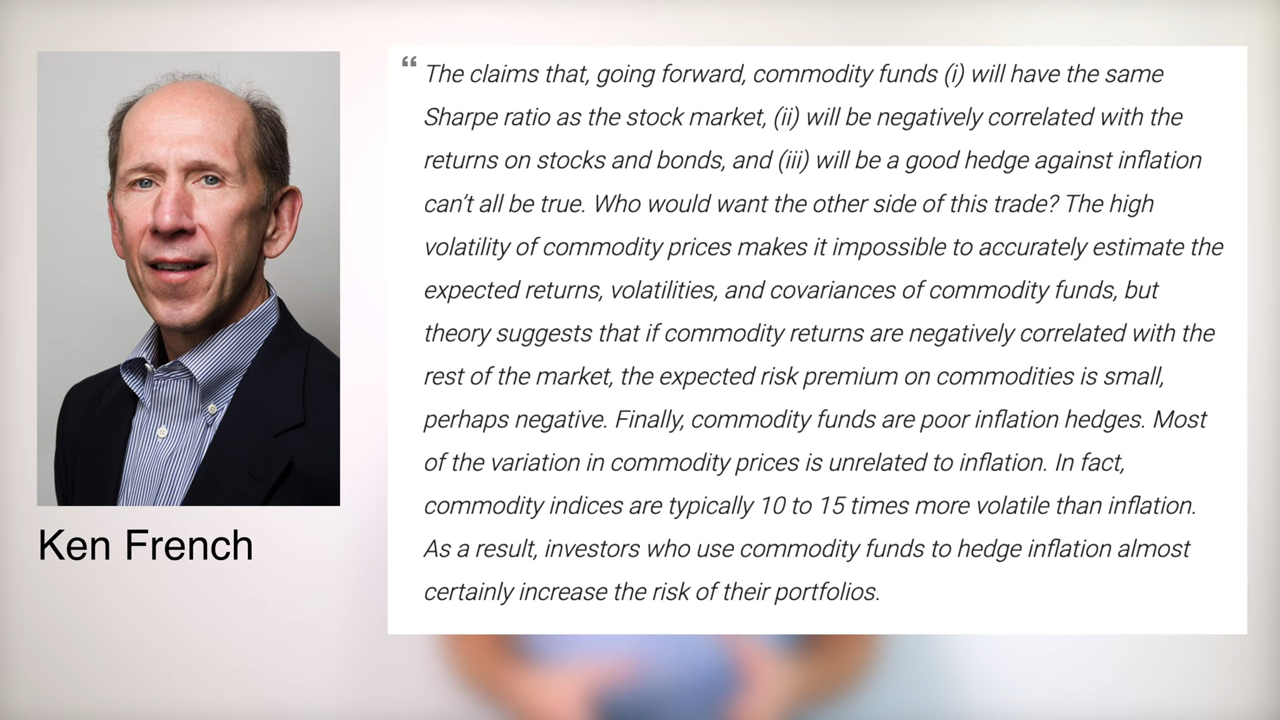 “ The claims that, going forward, commodity funds (i) will have the same
Sharpe ratio as the stock market, (ii) will be negatively correlated with the
returns on stocks and bonds, and (iii) will be a good hedge against inflation
can’t all be true. Who would want the other side of this trade? The high
volatility of commodity prices makes it impossible to accurately estimate the
expected returns, volatilities, and covariances of commodity funds, but
theory suggests that if commodity returns are negatively correlated with the
rest of the market, the expected risk premium on commodities is small,
perhaps negative. Finally, commodity funds are poor inflation hedges. Most
of the variation in commodity prices is unrelated to inflation. In fact,
commodity indices are typically 10 to 15 times more volatile than inflation.
As a result, investors who use commodity funds to hedge inflation almost
certainly increase the risk of their portfolios.
Ken French